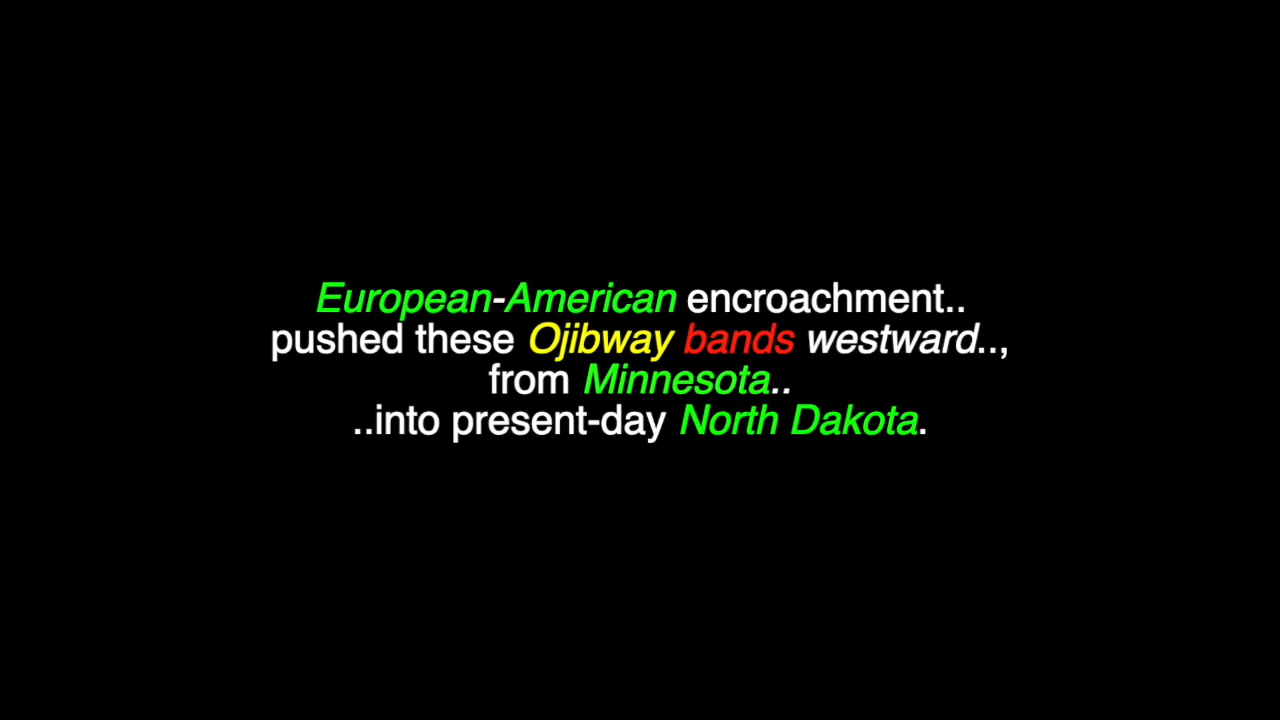 European-American encroachment..
pushed these Ojibway bands westward..,
from Minnesota..
..into present-day North Dakota.